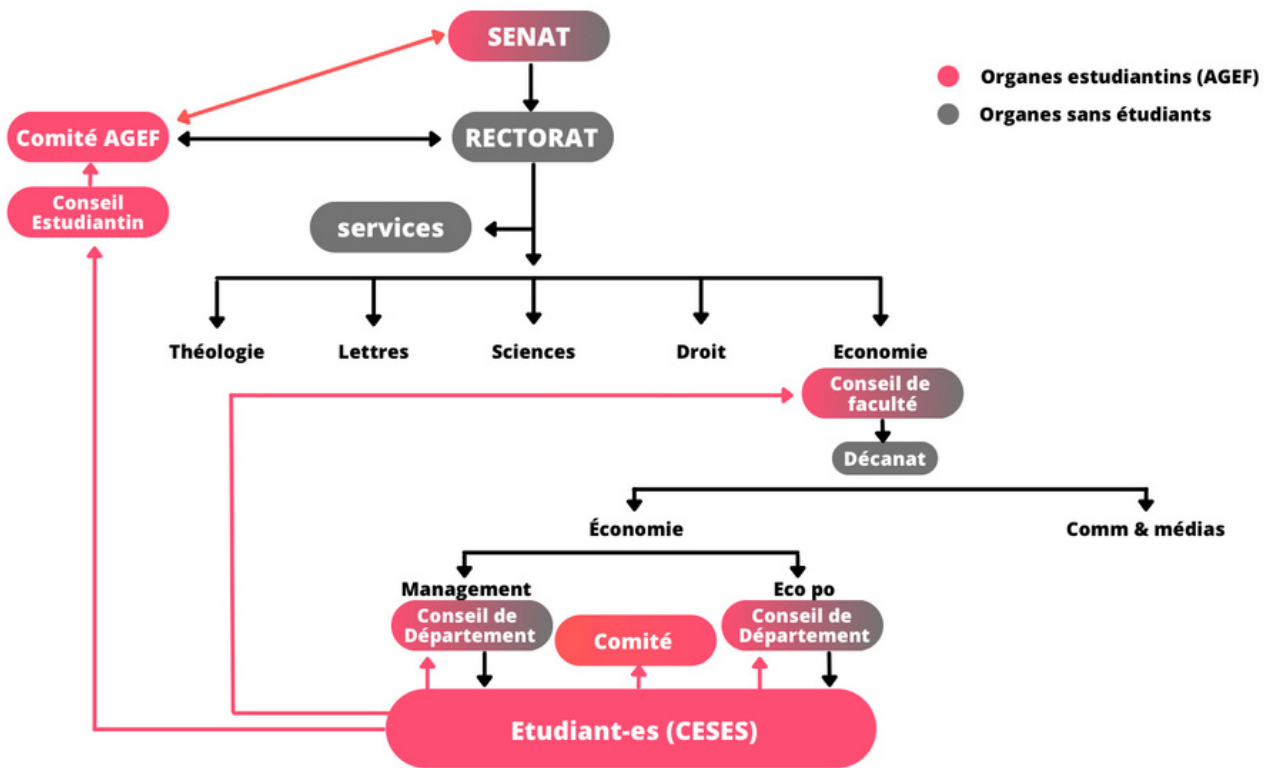 SENAT
Organes estudiantins (AGEF)
Organes sans étudiants
Comité AGEF
RECTORAT
Conseil
Estudiantin
services
Théologie
Lettres
Sciences
Droit
Economie
Conseil de
faculté
Décanat
Économie
Comm & médias
Management
Eco po
Conseil de
Département
Comité
Conseil de
Département
Etudiant-es (CESES)